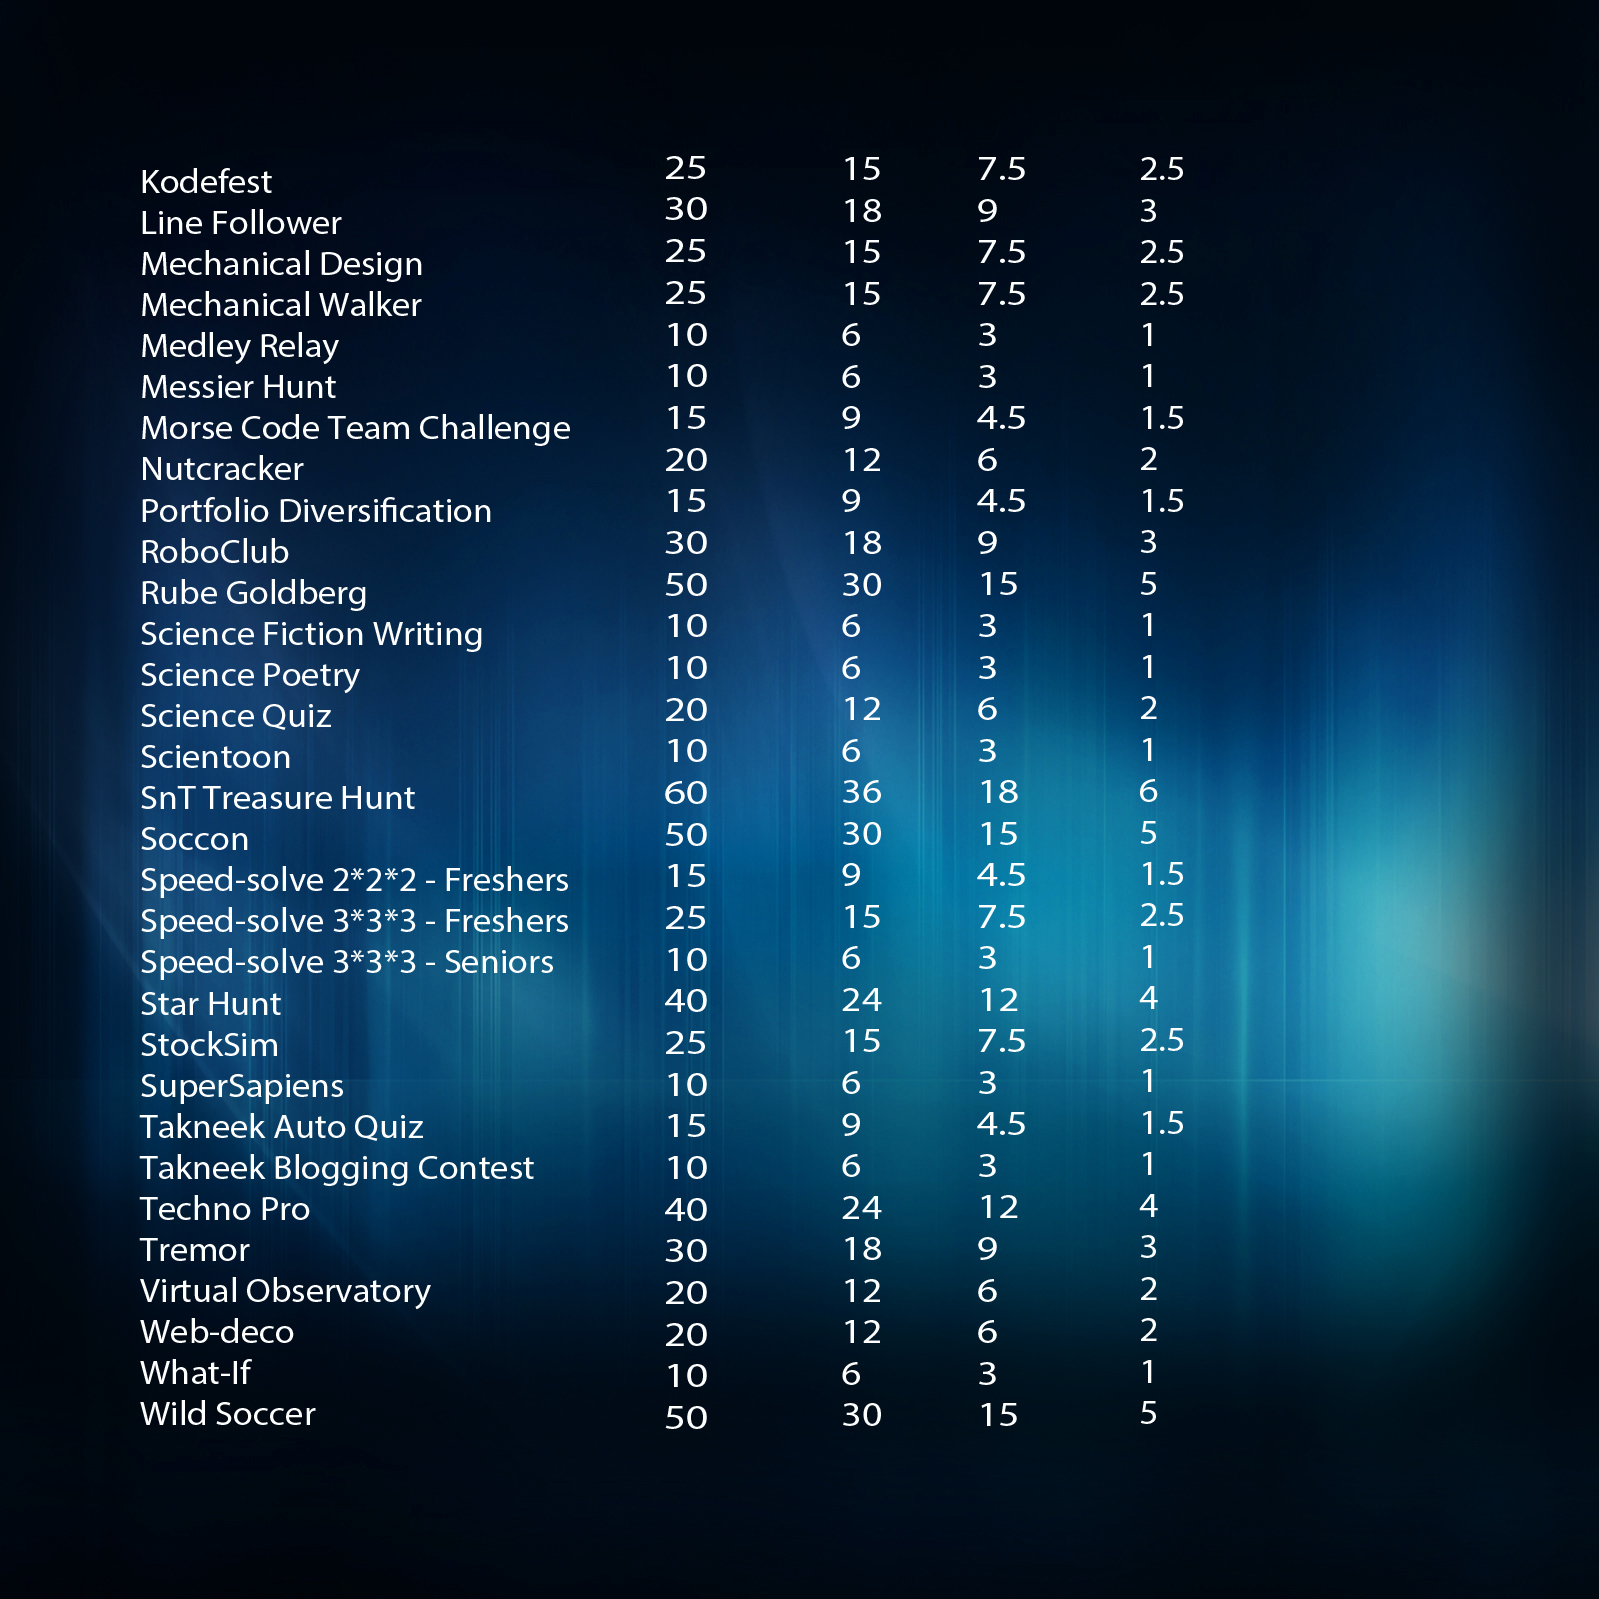 Kodefest 25 15 7.5 2.5
Line Follower 30 18 9 3
Mechanical Design 25 15 7.5 2.5
Mechanical Walker 25 15 7.5 2.5
Medley Relay 10 6 3 1
Messier Hunt 10 6 3 1
Morse Code Team Challenge 15 9 4.5 1.5
Nutcracker 20 12 6 2
Portfolio Diversification 15 9 4.5 1.5
RoboClub 30 18 9 3
Rube Goldberg 50 30 15 5
Science Fiction Writing 10 6 3 1
Science Poetry 10 6 3 1
Science Quiz 20 12 6 2
Scientoon 10 6 3 1
SnT Treasure Hunt 60 36 18 6
Soccon 50 30 15 5
Speed-solve 2*2*2 - Freshers 15 9 4.5 1.5
Speed-solve 3*3*3 - Freshers 25 15 7.5 2.5
Speed-solve 3*3*3 - Seniors 10 6 3 1
Star Hunt 40 24 12 4
StockSim 25 15 7.5 2.5
SuperSapiens 10 6 3 1
Takneek Auto Quiz 15 9 4.5 1.5
Takneek Blogging Contest 10 6 3 1
Techno Pro 40 24 12 4
Tremor 30 18 9 3
Virtual Observatory 20 12 6 2
Web-deco 20 12 6 2
What-If 10 6 3 1
Wild Soccer 50 30 15 5